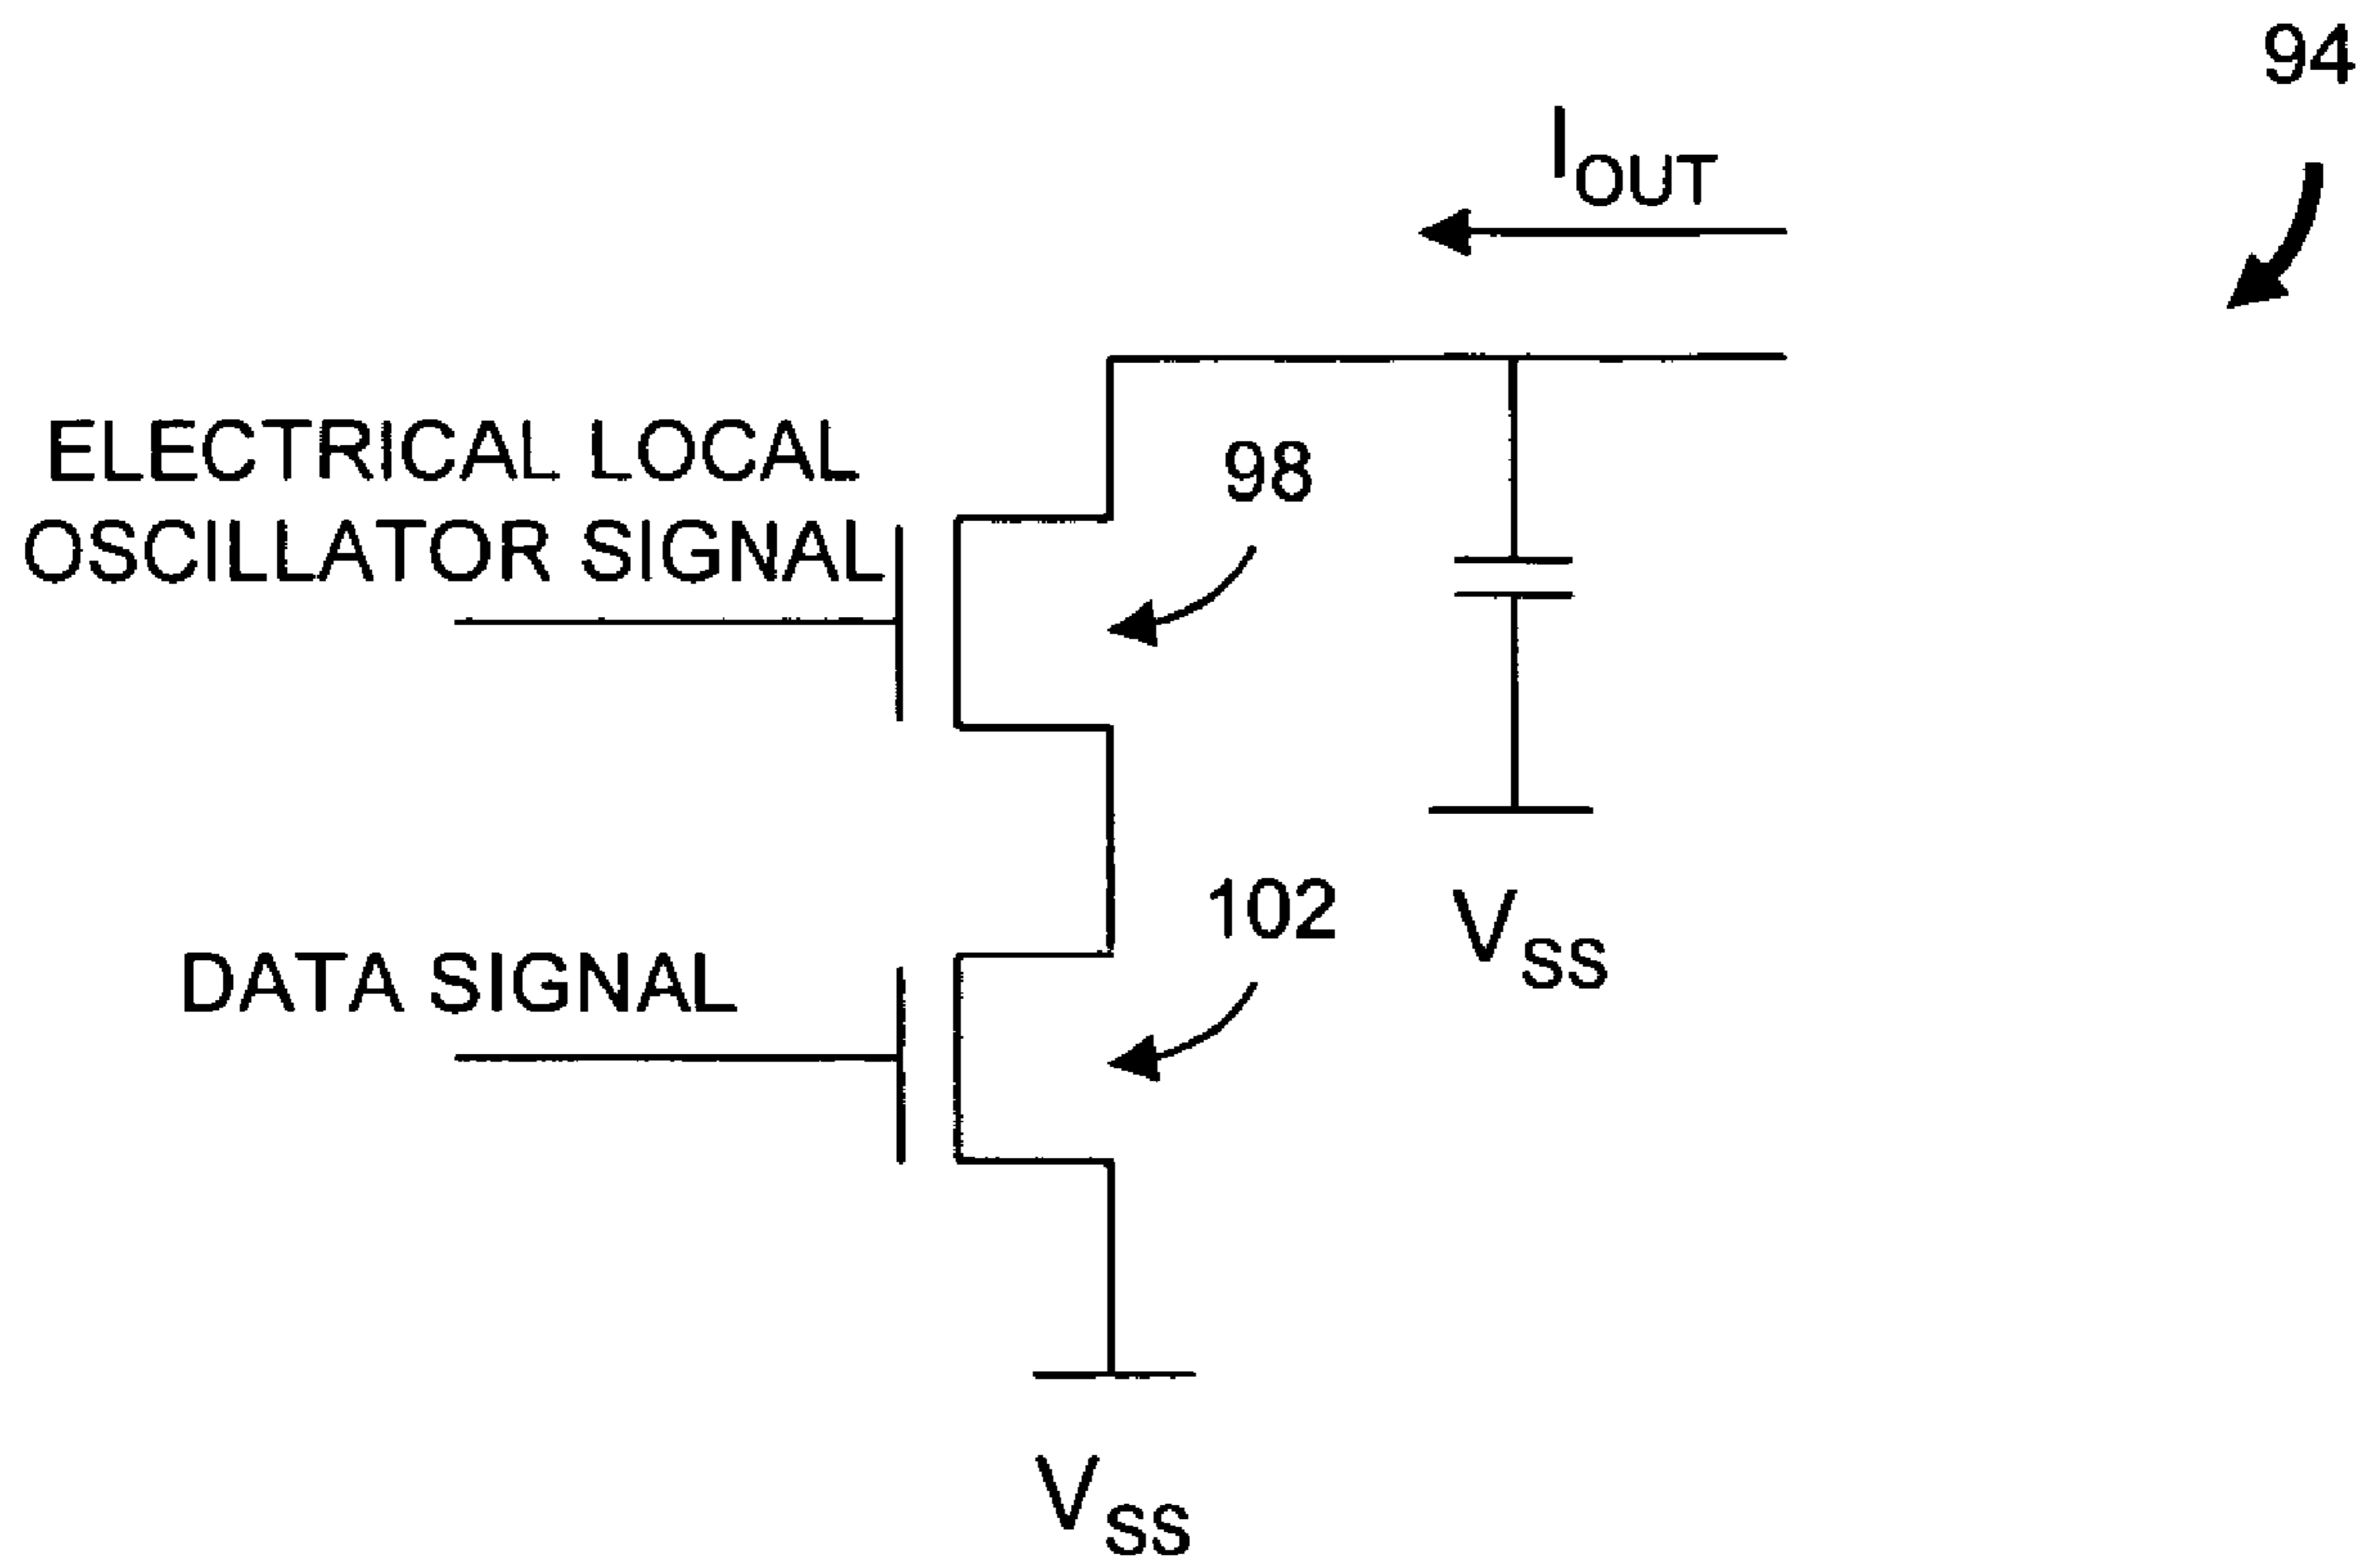 94
IOUT
ELECTRICAL LOCAL
OSCILLATOR SIGNAL
98
102
VSS
DATA SIGNAL
VSS